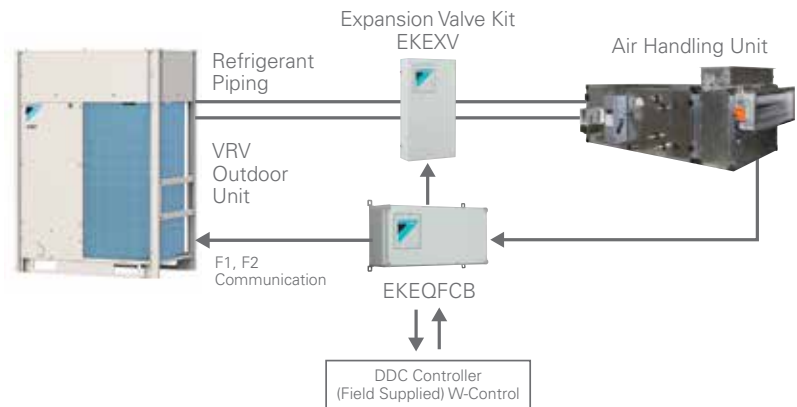 Expansion Valve Kit
EKEXV
Air Handling Unit
Refrigerant
Piping
VRV
Outdoor
Unit
F1, F2
Communication
EKEQFCB
DDC Controller
(Field Supplied) W-Control